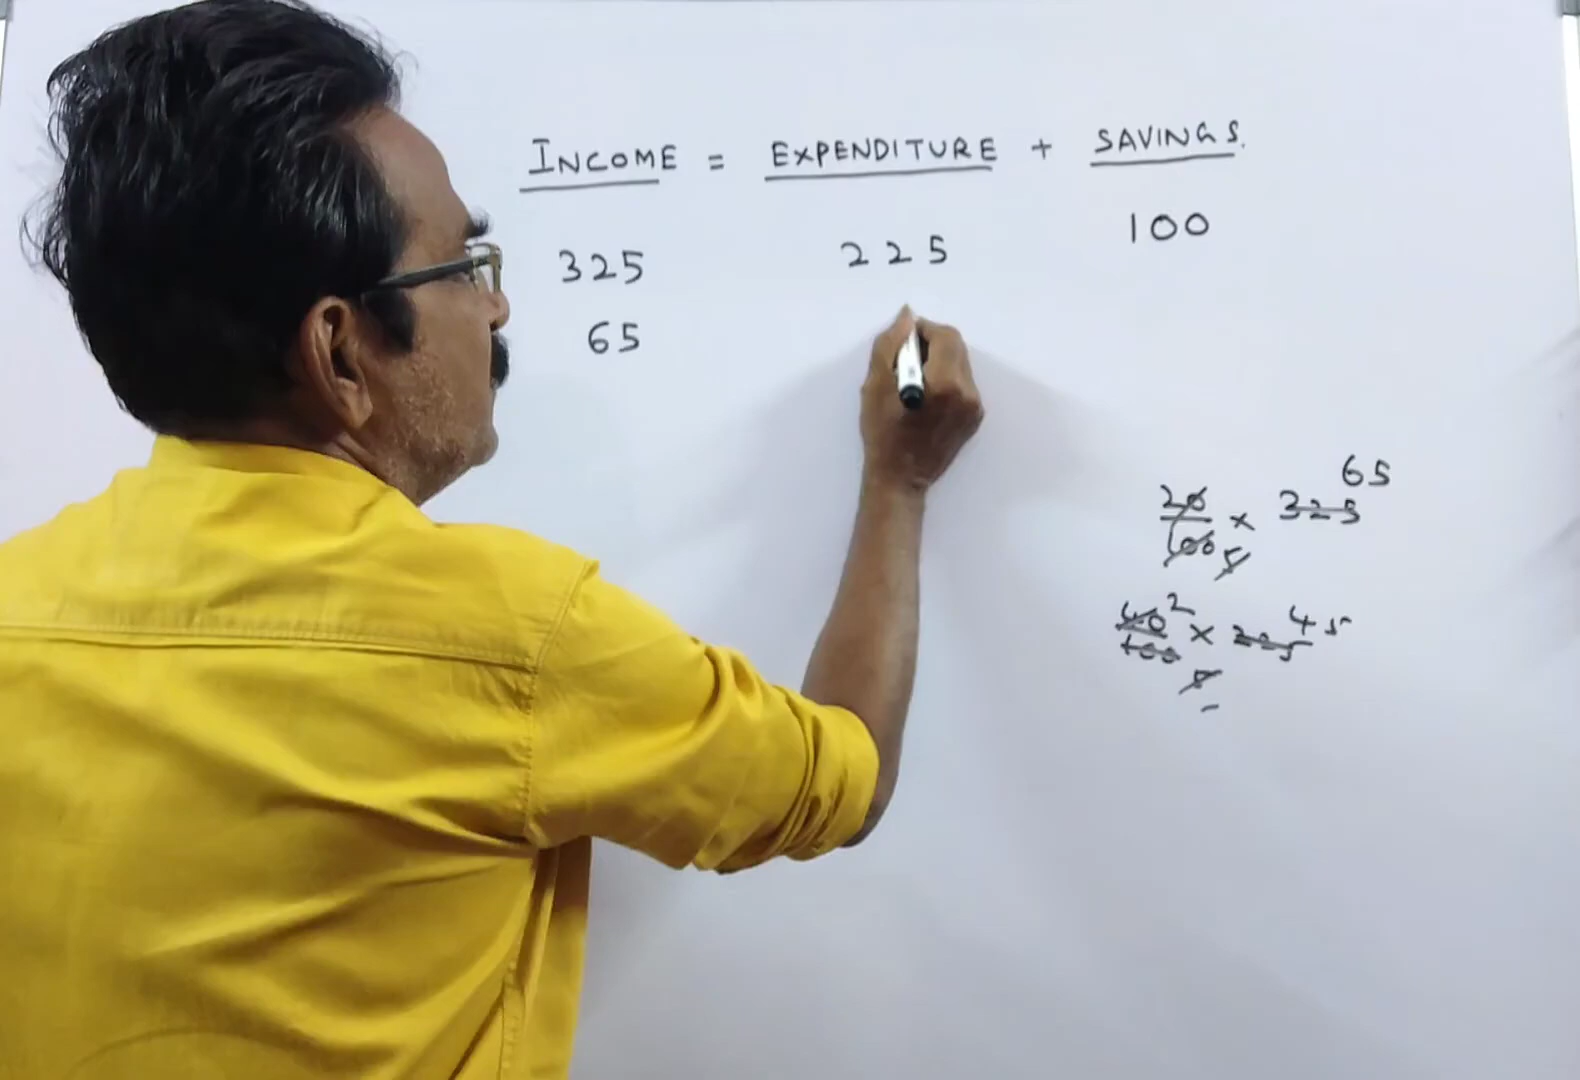 INCOME = EXPENDITURE + SAVINGS.
325 225 100
65
20/100 5 × 325 65
40/100 2 5 × 225 45